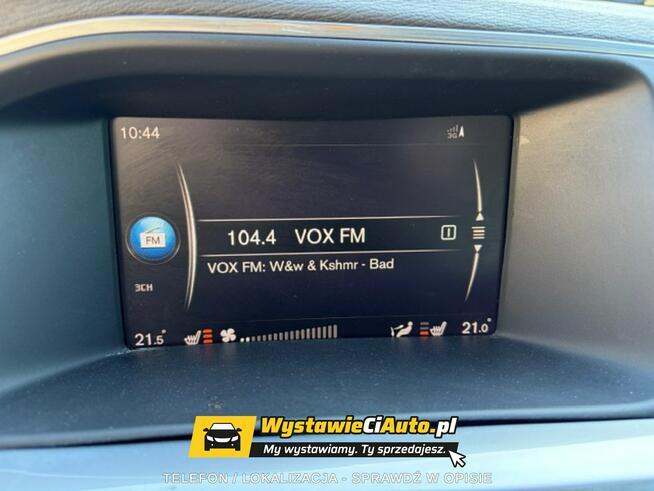 10:44
3G
FM
104.4 VOX FM
VOX FM: W&w & Kshmr - Bad
3CH
21.5°
21.0°
WystawieCiAuto.pl
My wystawiamy. Ty sprzedajesz.
TELEFON / LOKALIZACJA - SPRAWDŹ W OPISIE